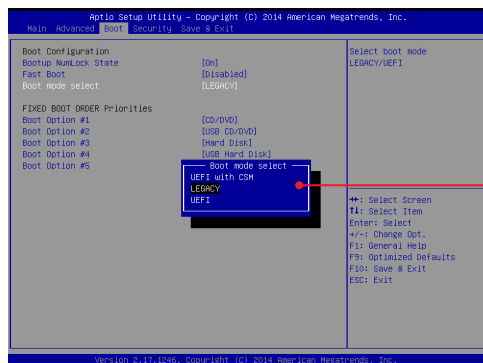 Aptio Setup Utility – Copyright (C) 2014 American Megatrends, Inc.
Main Advanced Boot Security Save & Exit
Boot Configuration
Bootup NumLock State [On]
Fast Boot [Disabled]
Boot mode select [LEGACY]
FIXED BOOT ORDER Priorities
Boot Option #1 [CD/DVD]
Boot Option #2 [USB CD/DVD]
Boot Option #3 [Hard Disk]
Boot Option #4 [USB Hard Disk]
Boot Option #5
Boot mode select
UEFI with CSM
LEGACY
UEFI
Select boot mode
LEGACY/UEFI
→←: Select Screen
↑↓: Select Item
Enter: Select
+/-: Change Opt.
F1: General Help
F9: Optimized Defaults
F10: Save & Exit
ESC: Exit
Version 2.17.1246. Copyright (C) 2014 American Megatrends, Inc.